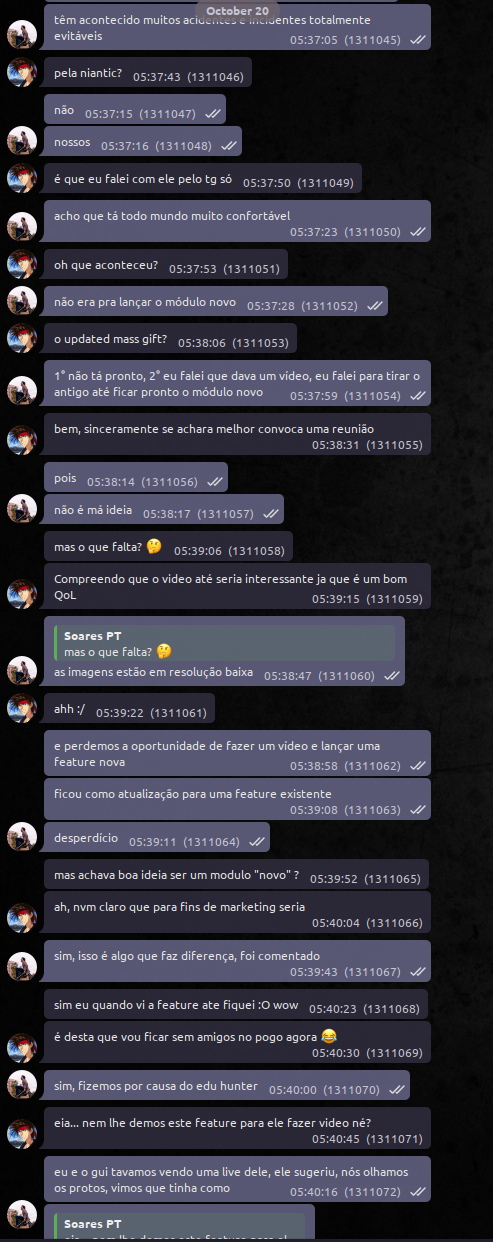 October 20
têm acontecido muitos acidentes e incidentes totalmente
evitáveis 05:37:05 (1311045)
pela niantic? 05:37:43 (1311046)
não 05:37:15 (1311047)
nossos 05:37:16 (1311048)
é que eu falei com ele pelo tg só 05:37:50 (1311049)
acho que tá todo mundo muito confortável
05:37:23 (1311050)
oh que aconteceu? 05:37:53 (1311051)
não era pra lançar o módulo novo 05:37:28 (1311052)
o updated mass gift? 05:38:06 (1311053)
1° não tá pronto, 2° eu falei que dava um vídeo, eu falei para tirar o
antigo até ficar pronto o módulo novo 05:37:59 (1311054)
bem, sinceramente se achara melhor convoca uma reunião
05:38:31 (1311055)
pois 05:38:14 (1311056)
não é má ideia 05:38:17 (1311057)
mas o que falta? 🤔 05:39:06 (1311058)
Compreendo que o video até seria interessante ja que é um bom
QoL 05:39:15 (1311059)
Soares PT
mas o que falta? 🤔
as imagens estão em resolução baixa 05:38:47 (1311060)
ahh :/ 05:39:22 (1311061)
e perdemos a oportunidade de fazer um vídeo e lançar uma
feature nova 05:38:58 (1311062)
ficou como atualização para uma feature existente
05:39:08 (1311063)
desperdício 05:39:11 (1311064)
mas achava boa ideia ser um modulo "novo" ? 05:39:52 (1311065)
ah, nvm claro que para fins de marketing seria
05:40:04 (1311066)
sim, isso é algo que faz diferença, foi comentado
05:39:43 (1311067)
sim eu quando vi a feature ate fiquei :O wow 05:40:23 (1311068)
é desta que vou ficar sem amigos no pogo agora 😂
05:40:30 (1311069)
sim, fizemos por causa do edu hunter 05:40:00 (1311070)
eia... nem lhe demos este feature para ele fazer video né?
05:40:45 (1311071)
eu e o gui tavamos vendo uma live dele, ele sugeriu, nós olhamos
os protos, vimos que tinha como 05:40:16 (1311072)
Soares PT